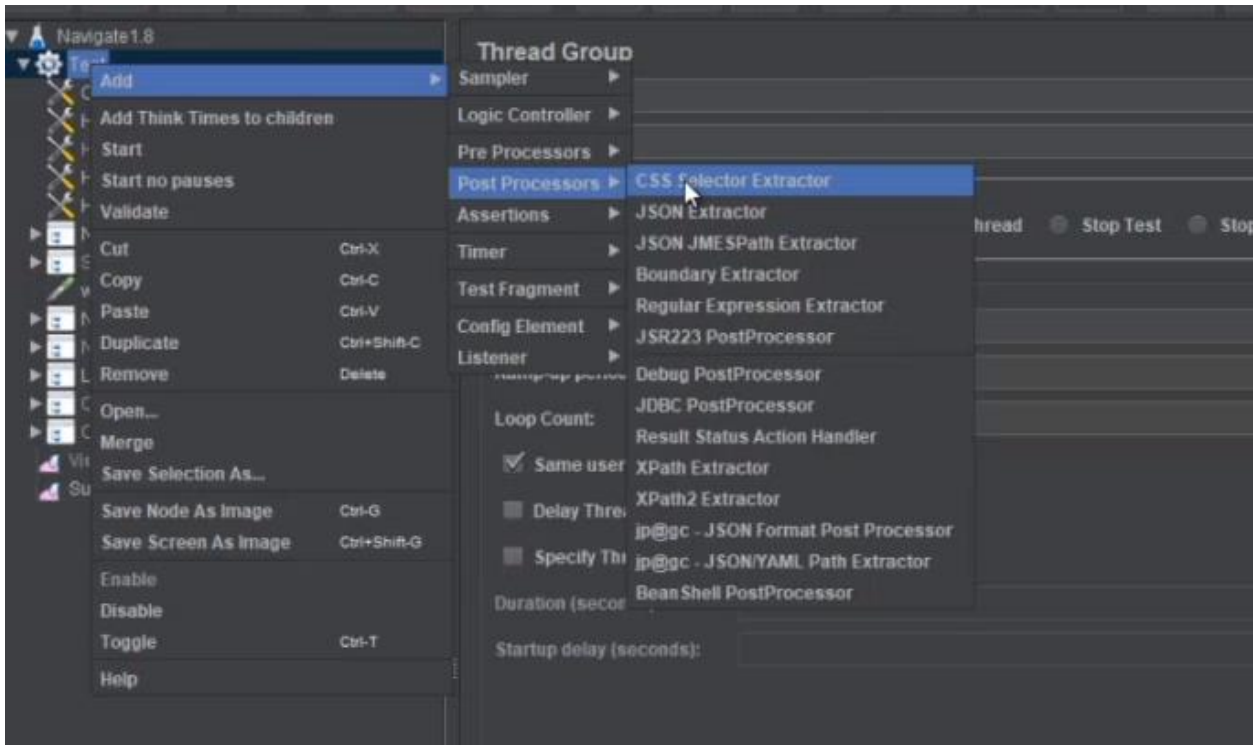 Navigate1.8
Add
Add Think Times to children
Start
Start no pauses
Validate
Cut Ctrl-X
Copy Ctrl-C
Paste Ctrl-V
Duplicate Ctrl+Shift-C
Remove Delete
Open...
Merge
Save Selection As...
Save Node As Image Ctrl-G
Save Screen As Image Ctrl+Shift-G
Enable
Disable
Toggle Ctrl-T
Help
Thread Group
Sampler
Logic Controller
Pre Processors
Post Processors
Assertions
Timer
Test Fragment
Config Element
Listener
CSS Selector Extractor
JSON Extractor
JSON JMESPath Extractor
Boundary Extractor
Regular Expression Extractor
JSR223 PostProcessor
Debug PostProcessor
JDBC PostProcessor
Result Status Action Handler
XPath Extractor
XPath2 Extractor
jp@gc - JSON Format Post Processor
jp@gc - JSON/YAML Path Extractor
BeanShell PostProcessor
hread Stop Test Stop
Loop Count:
Same user
Delay Threa
Specify Thr
Duration (secon
Startup delay (seconds):